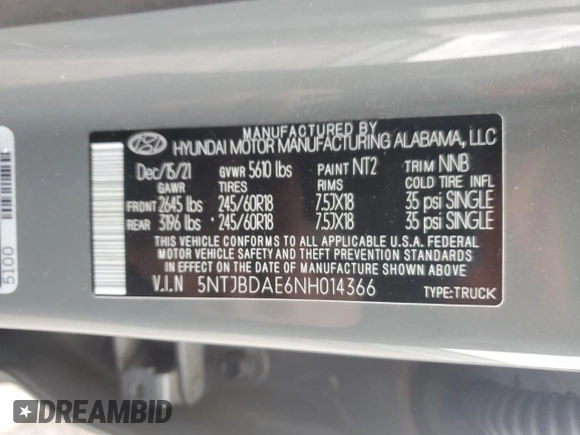 MANUFACTURED BY
HYUNDAI MOTOR MANUFACTURING ALABAMA, LLC
Dec/15/21 GVWR 5610 lbs PAINT NT2 TRIM NNB
GAWR TIRES RIMS COLD TIRE INFL
FRONT 2645 lbs 245/60R18 7.5JX18 35 psi SINGLE
REAR 3196 lbs 245/60R18 7.5JX18 35 psi SINGLE
THIS VEHICLE CONFORMS TO ALL APPLICABLE U.S.A. FEDERAL
MOTOR VEHICLE SAFETY AND THEFT PREVENTION STANDARDS
IN EFFECT ON THE DATE OF MANUFACTURE SHOWN ABOVE.
V.I.N 5NTJBDAE6NH014366 TYPE:TRUCK
5100
DREAMBID